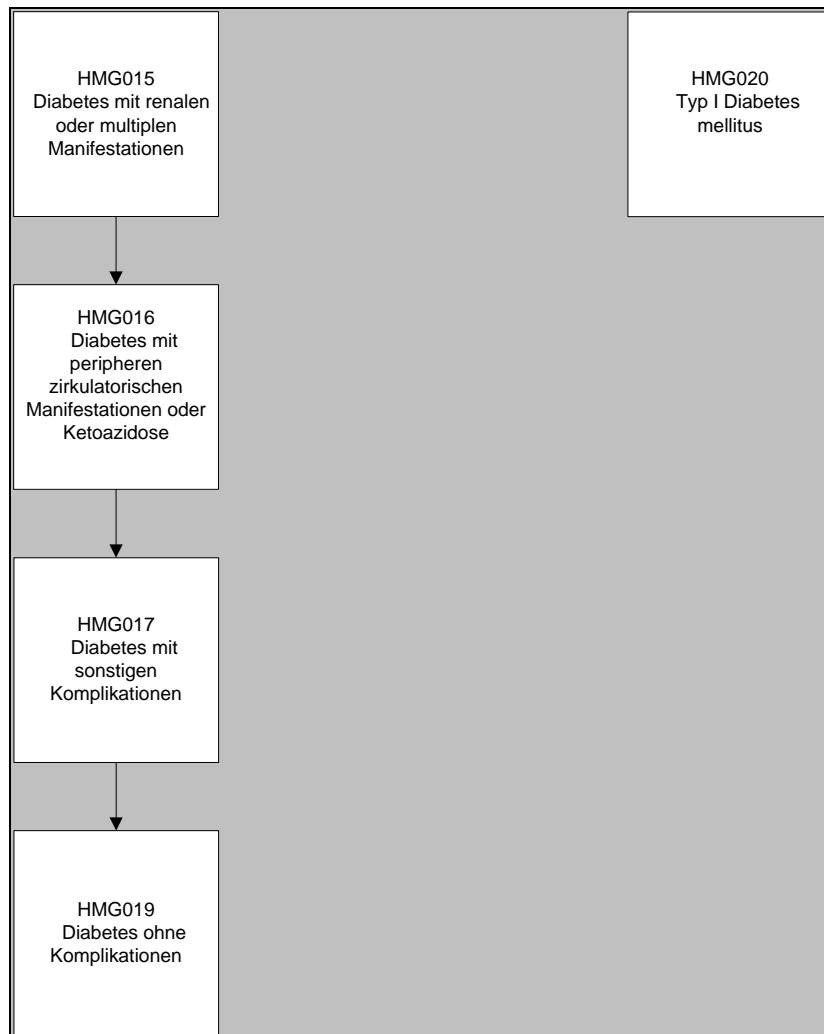 HMG015
Diabetes mit renalen
oder multiplen
Manifestationen
HMG020
Typ I Diabetes
mellitus
HMG016
Diabetes mit
peripheren
zirkulatorischen
Manifestationen oder
Ketoazidose
HMG017
Diabetes mit
sonstigen
Komplikationen
HMG019
Diabetes ohne
Komplikationen